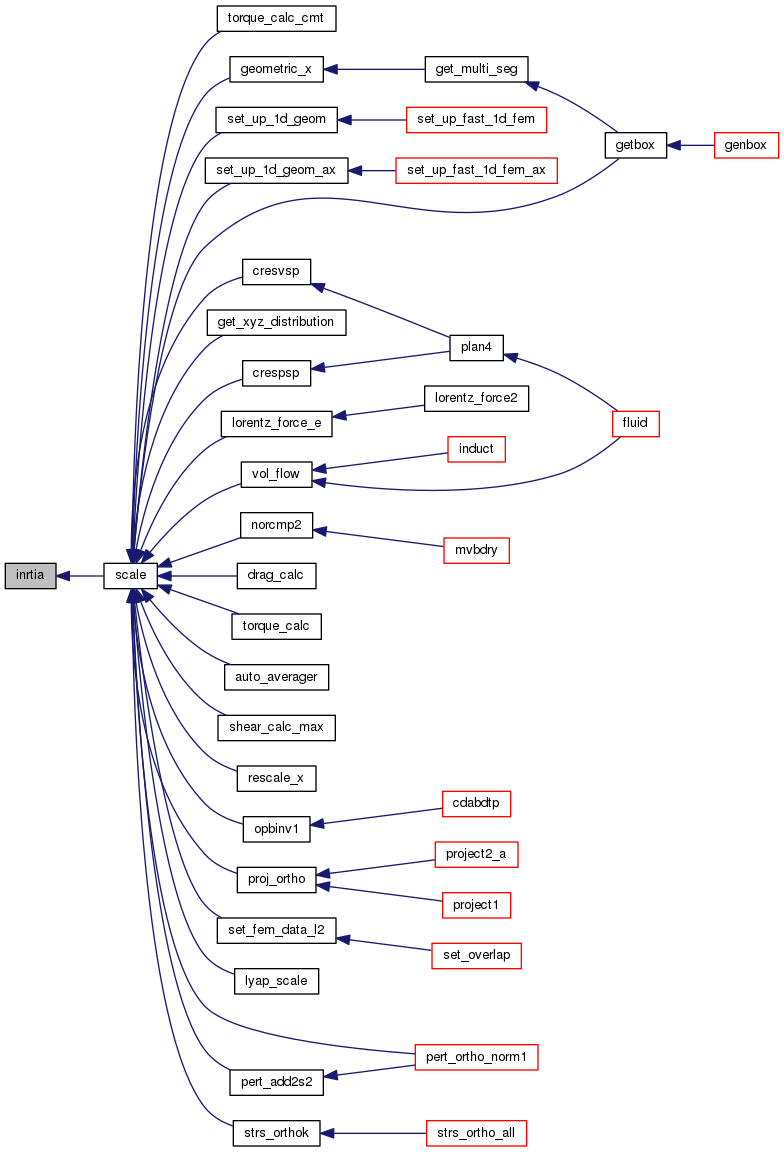 torque_calc_cmt
geometric_x
get_multi_seg
set_up_1d_geom
set_up_fast_1d_fem
getbox
genbox
set_up_1d_geom_ax
set_up_fast_1d_fem_ax
cresvsp
get_xyz_distribution
plan4
crespsp
lorentz_force2
lorentz_force_e
fluid
induct
vol_flow
norcmp2
mvbdry
inrtia
scale
drag_calc
torque_calc
auto_averager
shear_calc_max
rescale_x
cdabdtp
opbinv1
project2_a
proj_ortho
project1
set_fem_data_l2
set_overlap
lyap_scale
pert_ortho_norm1
pert_add2s2
strs_orthok
strs_ortho_all